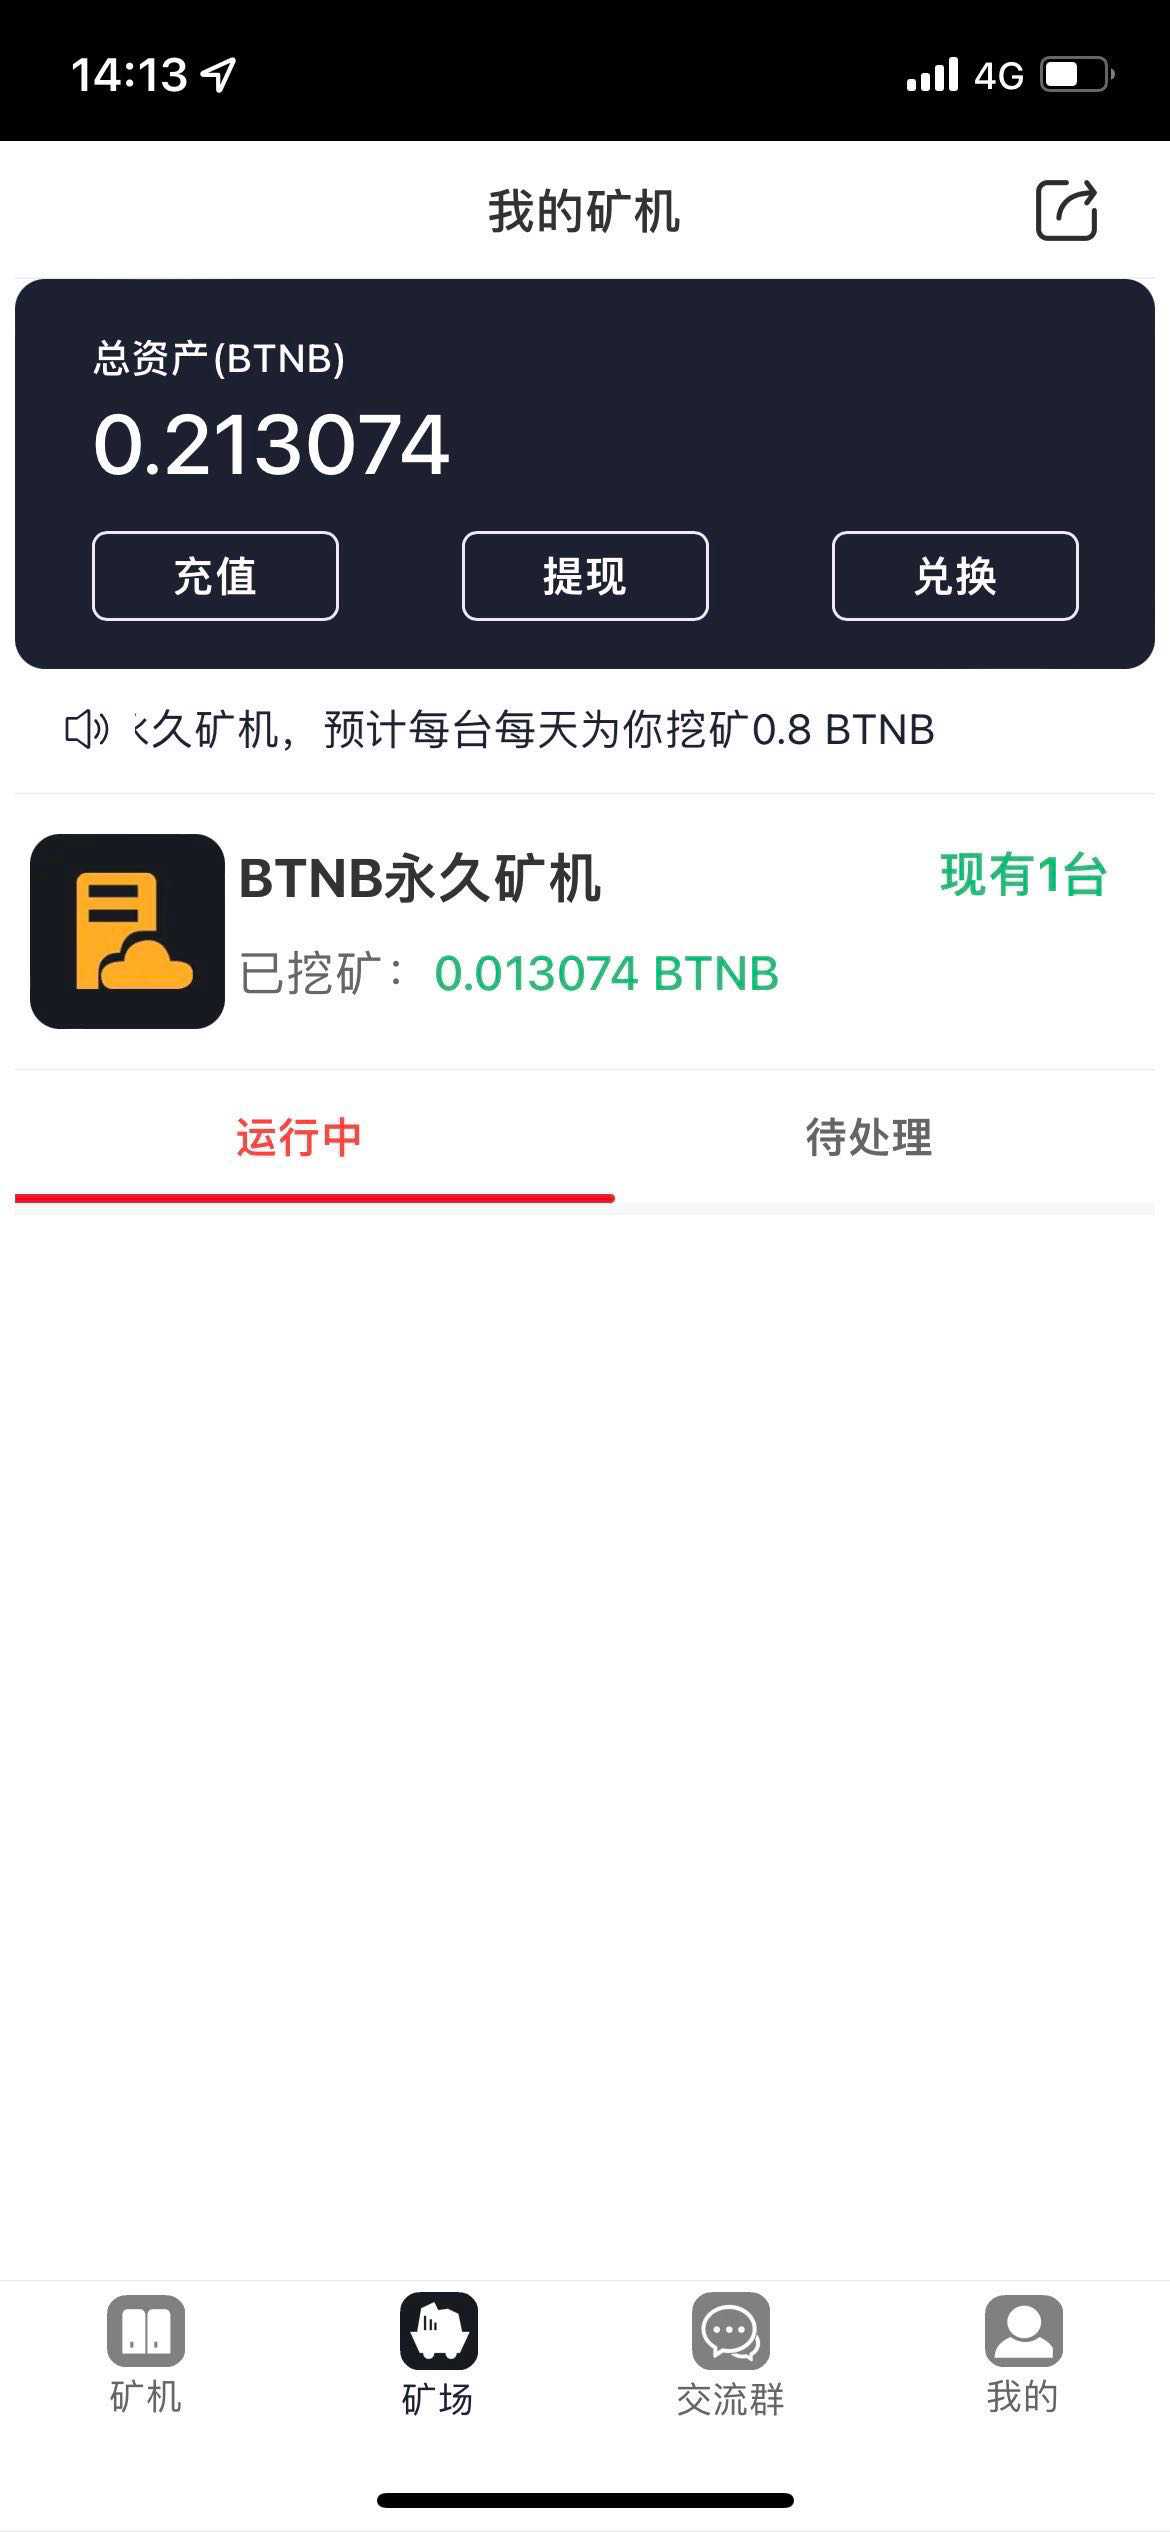 14:13
4G
我的矿机
总资产(BTNB)
0.213074
充值 提现 兑换
久矿机，预计每台每天为你挖矿0.8 BTNB
BTNB永久矿机
现有1台
已挖矿：0.013074 BTNB
运行中 待处理
矿机 矿场 交流群 我的